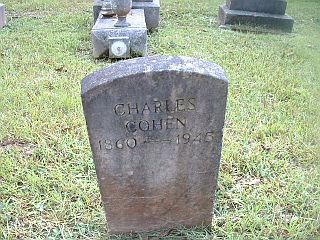 CHARLES
COHEN
1860 — 1945